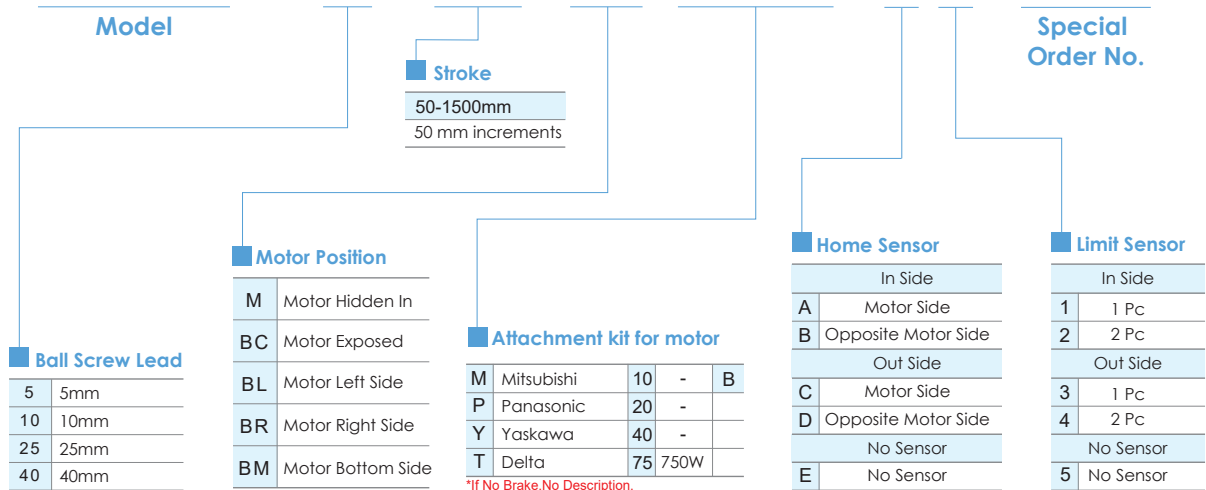 Model
Special
Order No.
Stroke
50-1500mm
50 mm increments
Motor Position
M Motor Hidden In
BC Motor Exposed
BL Motor Left Side
BR Motor Right Side
BM Motor Bottom Side
Home Sensor
In Side
A Motor Side
B Opposite Motor Side
Out Side
C Motor Side
D Opposite Motor Side
No Sensor
E No Sensor
Limit Sensor
In Side
1 1 Pc
2 2 Pc
Out Side
3 1 Pc
4 2 Pc
No Sensor
5 No Sensor
Attachment kit for motor
M Mitsubishi 10 - B
P Panasonic 20 -
Y Yaskawa 40 -
T Delta 75 750W
*If No Brake,No Description.
Ball Screw Lead
5 5mm
10 10mm
25 25mm
40 40mm